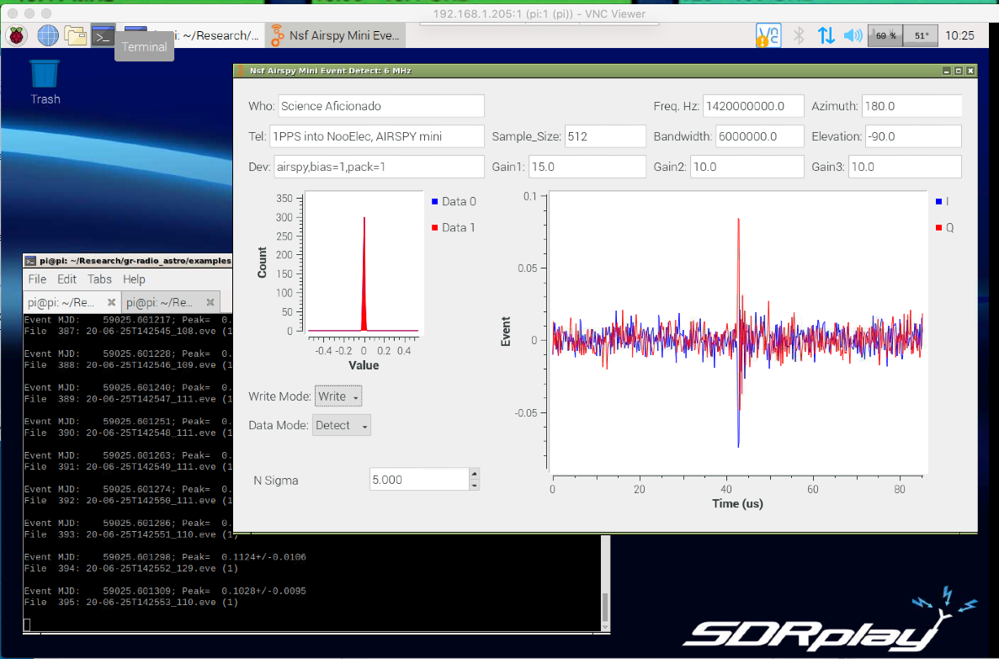 192.168.1.205:1 (pi:1 (pi)) - VNC Viewer
i: ~/Research/...
Nsf Airspy Mini Eve...
60 %
51°
10:25
Terminal
Trash
Nsf Airspy Mini Event Detect: 6 MHz
Who: Science Aficionado
Freq. Hz: 1420000000.0
Azimuth: 180.0
Tel: 1PPS into NooElec, AIRSPY mini
Sample_Size: 512
Bandwidth: 6000000.0
Elevation: -90.0
Dev: airspy,bias=1,pack=1
Gain1: 15.0
Gain2: 10.0
Gain3: 10.0
350
300
250
200
150
100
50
0
Count
-0.4 -0.2 0 0.2 0.4
Value
Data 0
Data 1
0.1
0.05
0
-0.05
Event
0 20 40 60 80
Time (us)
I
Q
Write Mode: Write
Data Mode: Detect
N Sigma 5.000
pi@pi: ~/Research/gr-radio_astro/examples
File Edit Tabs Help
pi@pi: ~/Re...
pi@pi: ~/Re...
Event MJD: 59025.601217; Peak= 0.
File 387: 20-06-25T142545_108.eve (1
Event MJD: 59025.601228; Peak= 0.
File 388: 20-06-25T142546_109.eve (1
Event MJD: 59025.601240; Peak= 0.
File 389: 20-06-25T142547_111.eve (1
Event MJD: 59025.601251; Peak= 0.
File 390: 20-06-25T142548_111.eve (1
Event MJD: 59025.601263; Peak= 0.
File 391: 20-06-25T142549_111.eve (1
Event MJD: 59025.601274; Peak= 0.
File 392: 20-06-25T142550_111.eve (1
Event MJD: 59025.601286; Peak= 0.
File 393: 20-06-25T142551_110.eve (1)
Event MJD: 59025.601298; Peak= 0.1124+/-0.0106
File 394: 20-06-25T142552_129.eve (1)
Event MJD: 59025.601309; Peak= 0.1028+/-0.0095
File 395: 20-06-25T142553_110.eve (1)
SDRplay